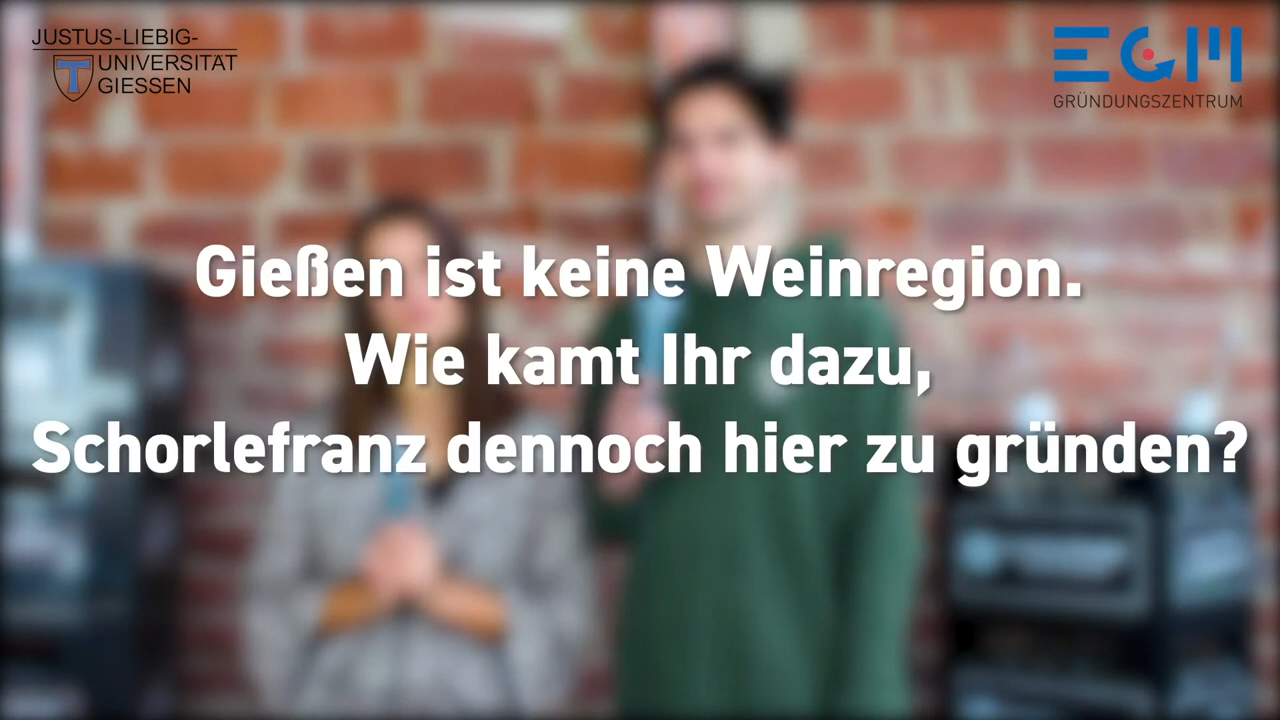 JUSTUS-LIEBIG-
UNIVERSITÄT
GIESSEN
EGM
GRÜNDUNGSZENTRUM
Gießen ist keine Weinregion.
Wie kamt Ihr dazu,
Schorlefranz dennoch hier zu gründen?